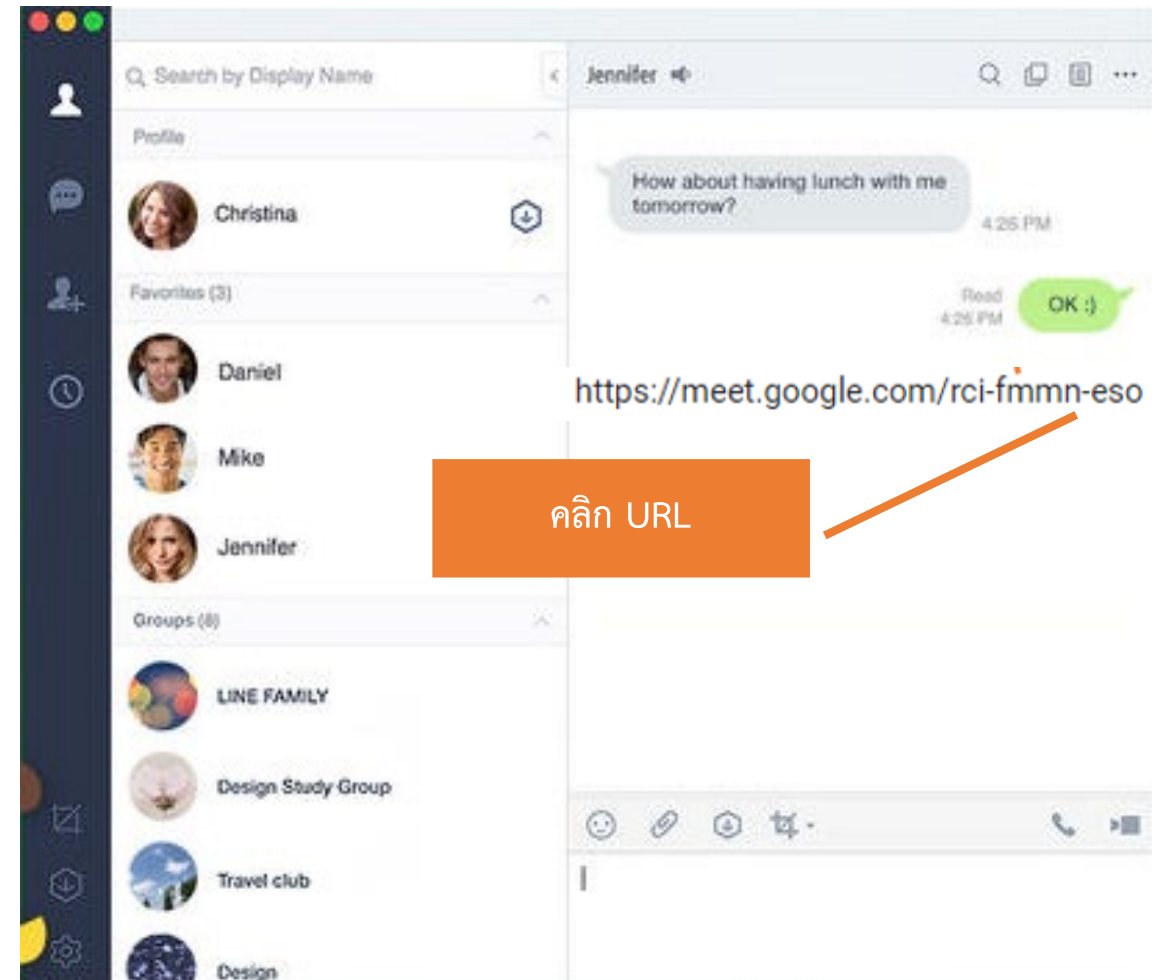 Search by Display Name
Profile
Christina
Favorites (3)
Daniel
Mike
Jennifer
Groups (8)
LINE FAMILY
Design Study Group
Travel club
Design
Jennifer
How about having lunch with me
tomorrow?
4:26 PM
Read
4:26 PM
OK :)
https://meet.google.com/rci-fmmn-eso
คลิก URL